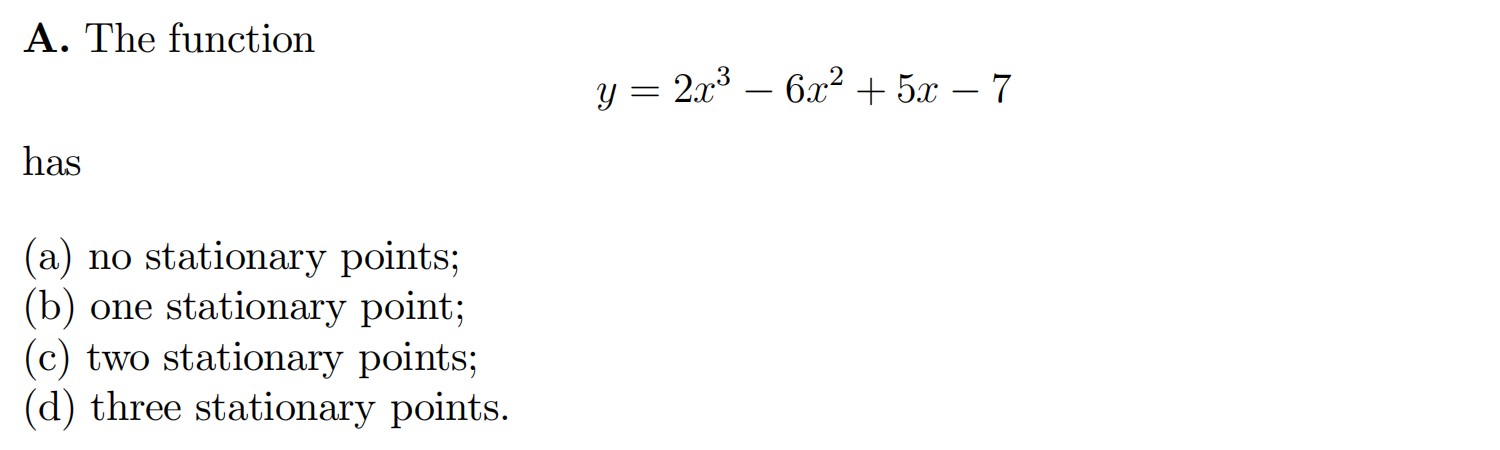 A. The function
y = 2x³ − 6x² + 5x − 7
has
(a) no stationary points;
(b) one stationary point;
(c) two stationary points;
(d) three stationary points.